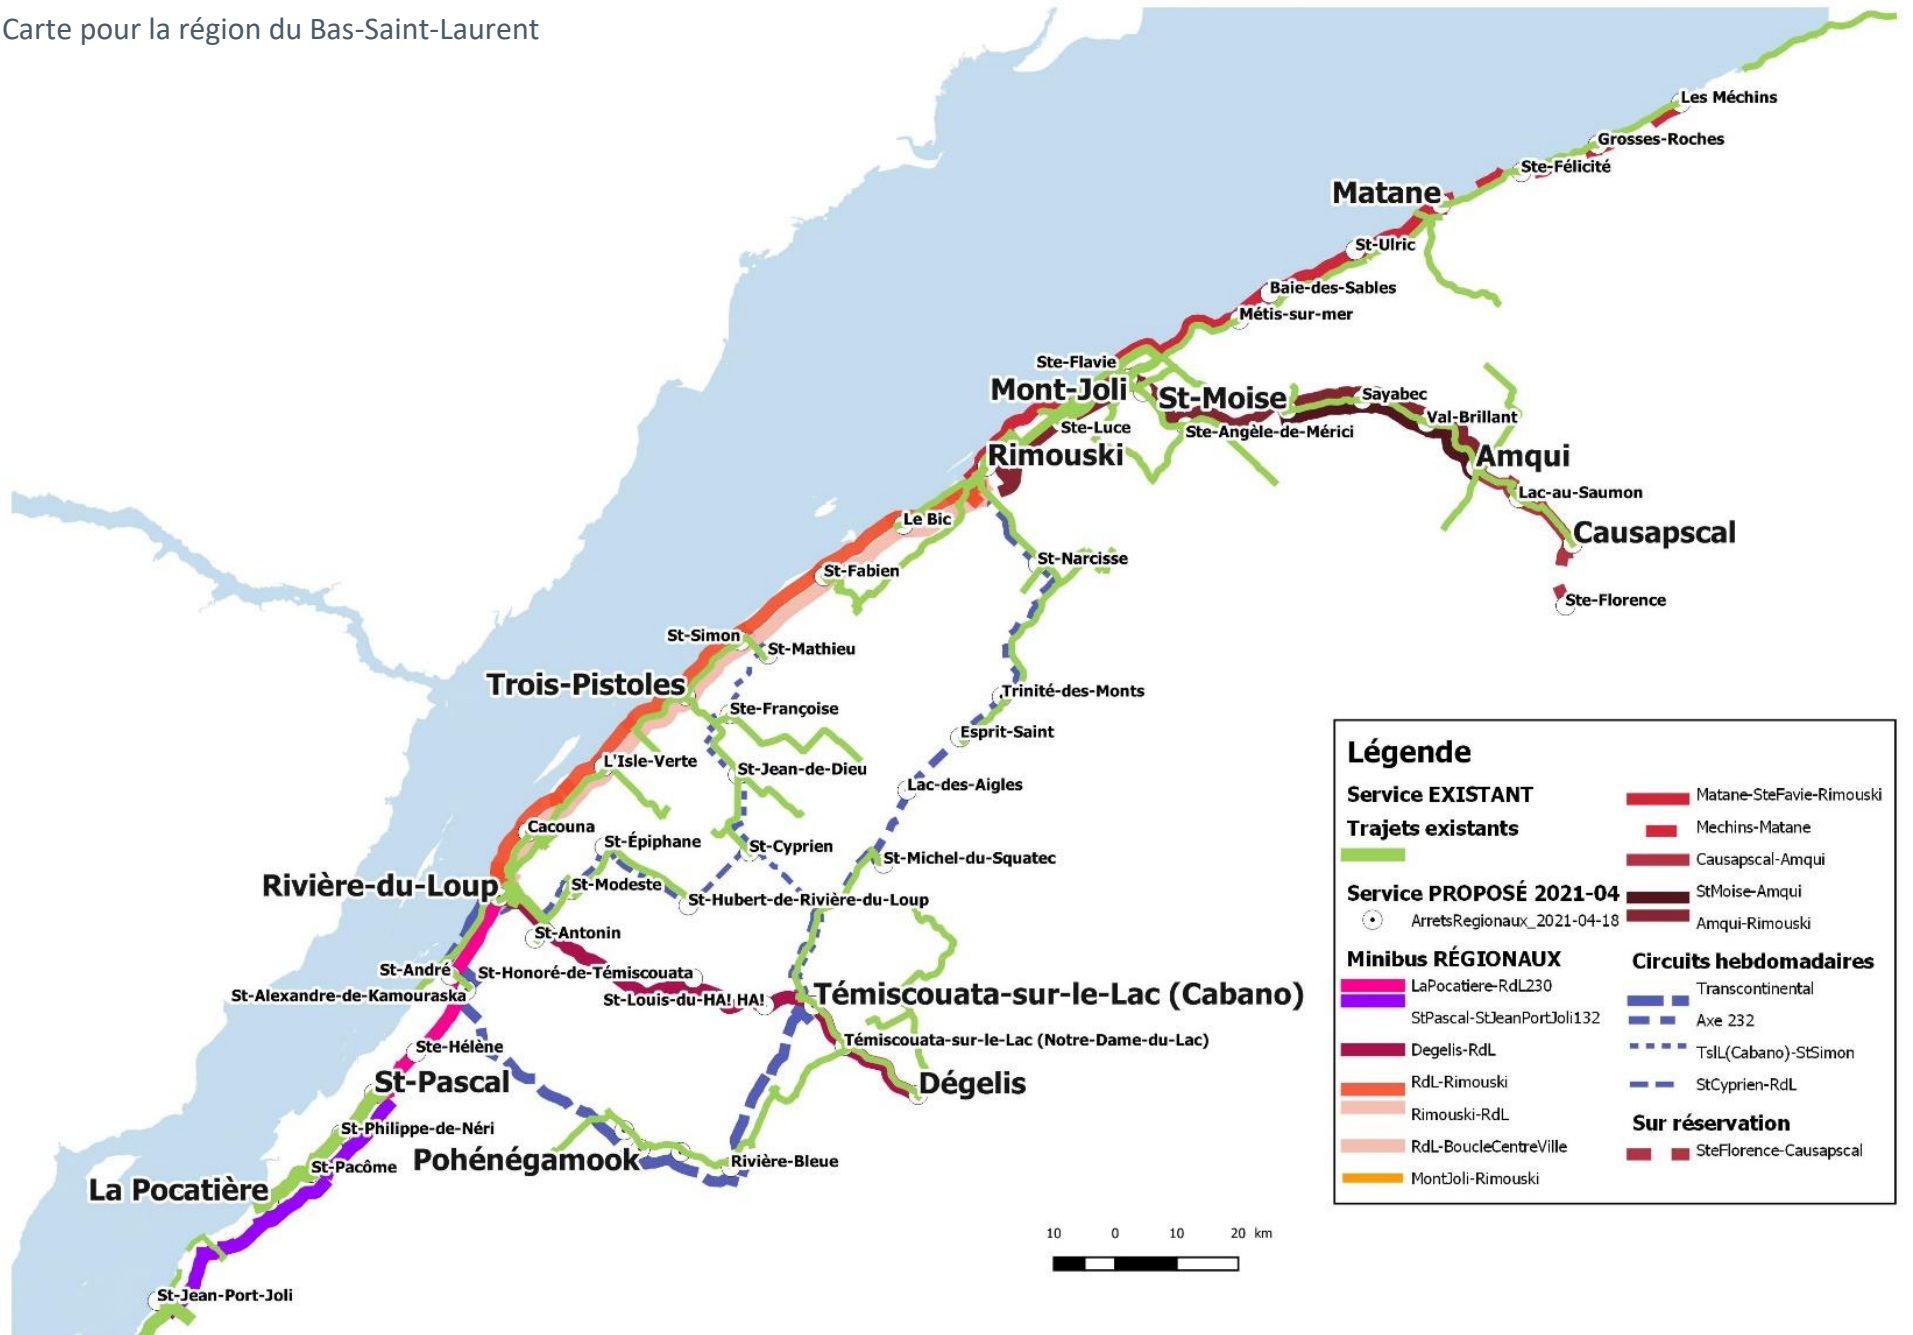 Carte pour la région du Bas-Saint-Laurent
Les Méchins
Grosses-Roches
Ste-Félicité
Matane
St-Ulric
Baie-des-Sables
Métis-sur-mer
Ste-Flavie
Mont-Joli
St-Moise
Sayabec
Val-Brillant
Ste-Luce
Ste-Angèle-de-Mérici
Rimouski
Amqui
Lac-au-Saumon
Le Bic
Causapscal
St-Narcisse
St-Fabien
Ste-Florence
St-Simon
St-Mathieu
Trois-Pistoles
Trinité-des-Monts
Ste-Françoise
Esprit-Saint
L'Isle-Verte
St-Jean-de-Dieu
Lac-des-Aigles
Cacouna
St-Épiphane
St-Cyprien
St-Michel-du-Squatec
Rivière-du-Loup
St-Modeste
St-Hubert-de-Rivière-du-Loup
St-Antonin
St-André
St-Honoré-de-Témiscouata
St-Alexandre-de-Kamouraska
St-Louis-du-HA! HA!
Témiscouata-sur-le-Lac (Cabano)
Ste-Hélène
Témiscouata-sur-le-Lac (Notre-Dame-du-Lac)
St-Pascal
Dégelis
St-Philippe-de-Néri
St-Pacôme
Pohénégamook
Rivière-Bleue
La Pocatière
St-Jean-Port-Joli
10 0 10 20 km
Légende
Service EXISTANT
Trajets existants
Service PROPOSÉ 2021-04
ArretsRegionaux_2021-04-18
Minibus RÉGIONAUX
LaPocatiere-RdL230
StPascal-StJeanPortJoli132
Degelis-RdL
RdL-Rimouski
Rimouski-RdL
RdL-BoucleCentreVille
MontJoli-Rimouski
Matane-SteFavie-Rimouski
Mechins-Matane
Causapscal-Amqui
StMoise-Amqui
Amqui-Rimouski
Circuits hebdomadaires
Transcontinental
Axe 232
TslL(Cabano)-StSimon
StCyprien-RdL
Sur réservation
SteFlorence-Causapscal